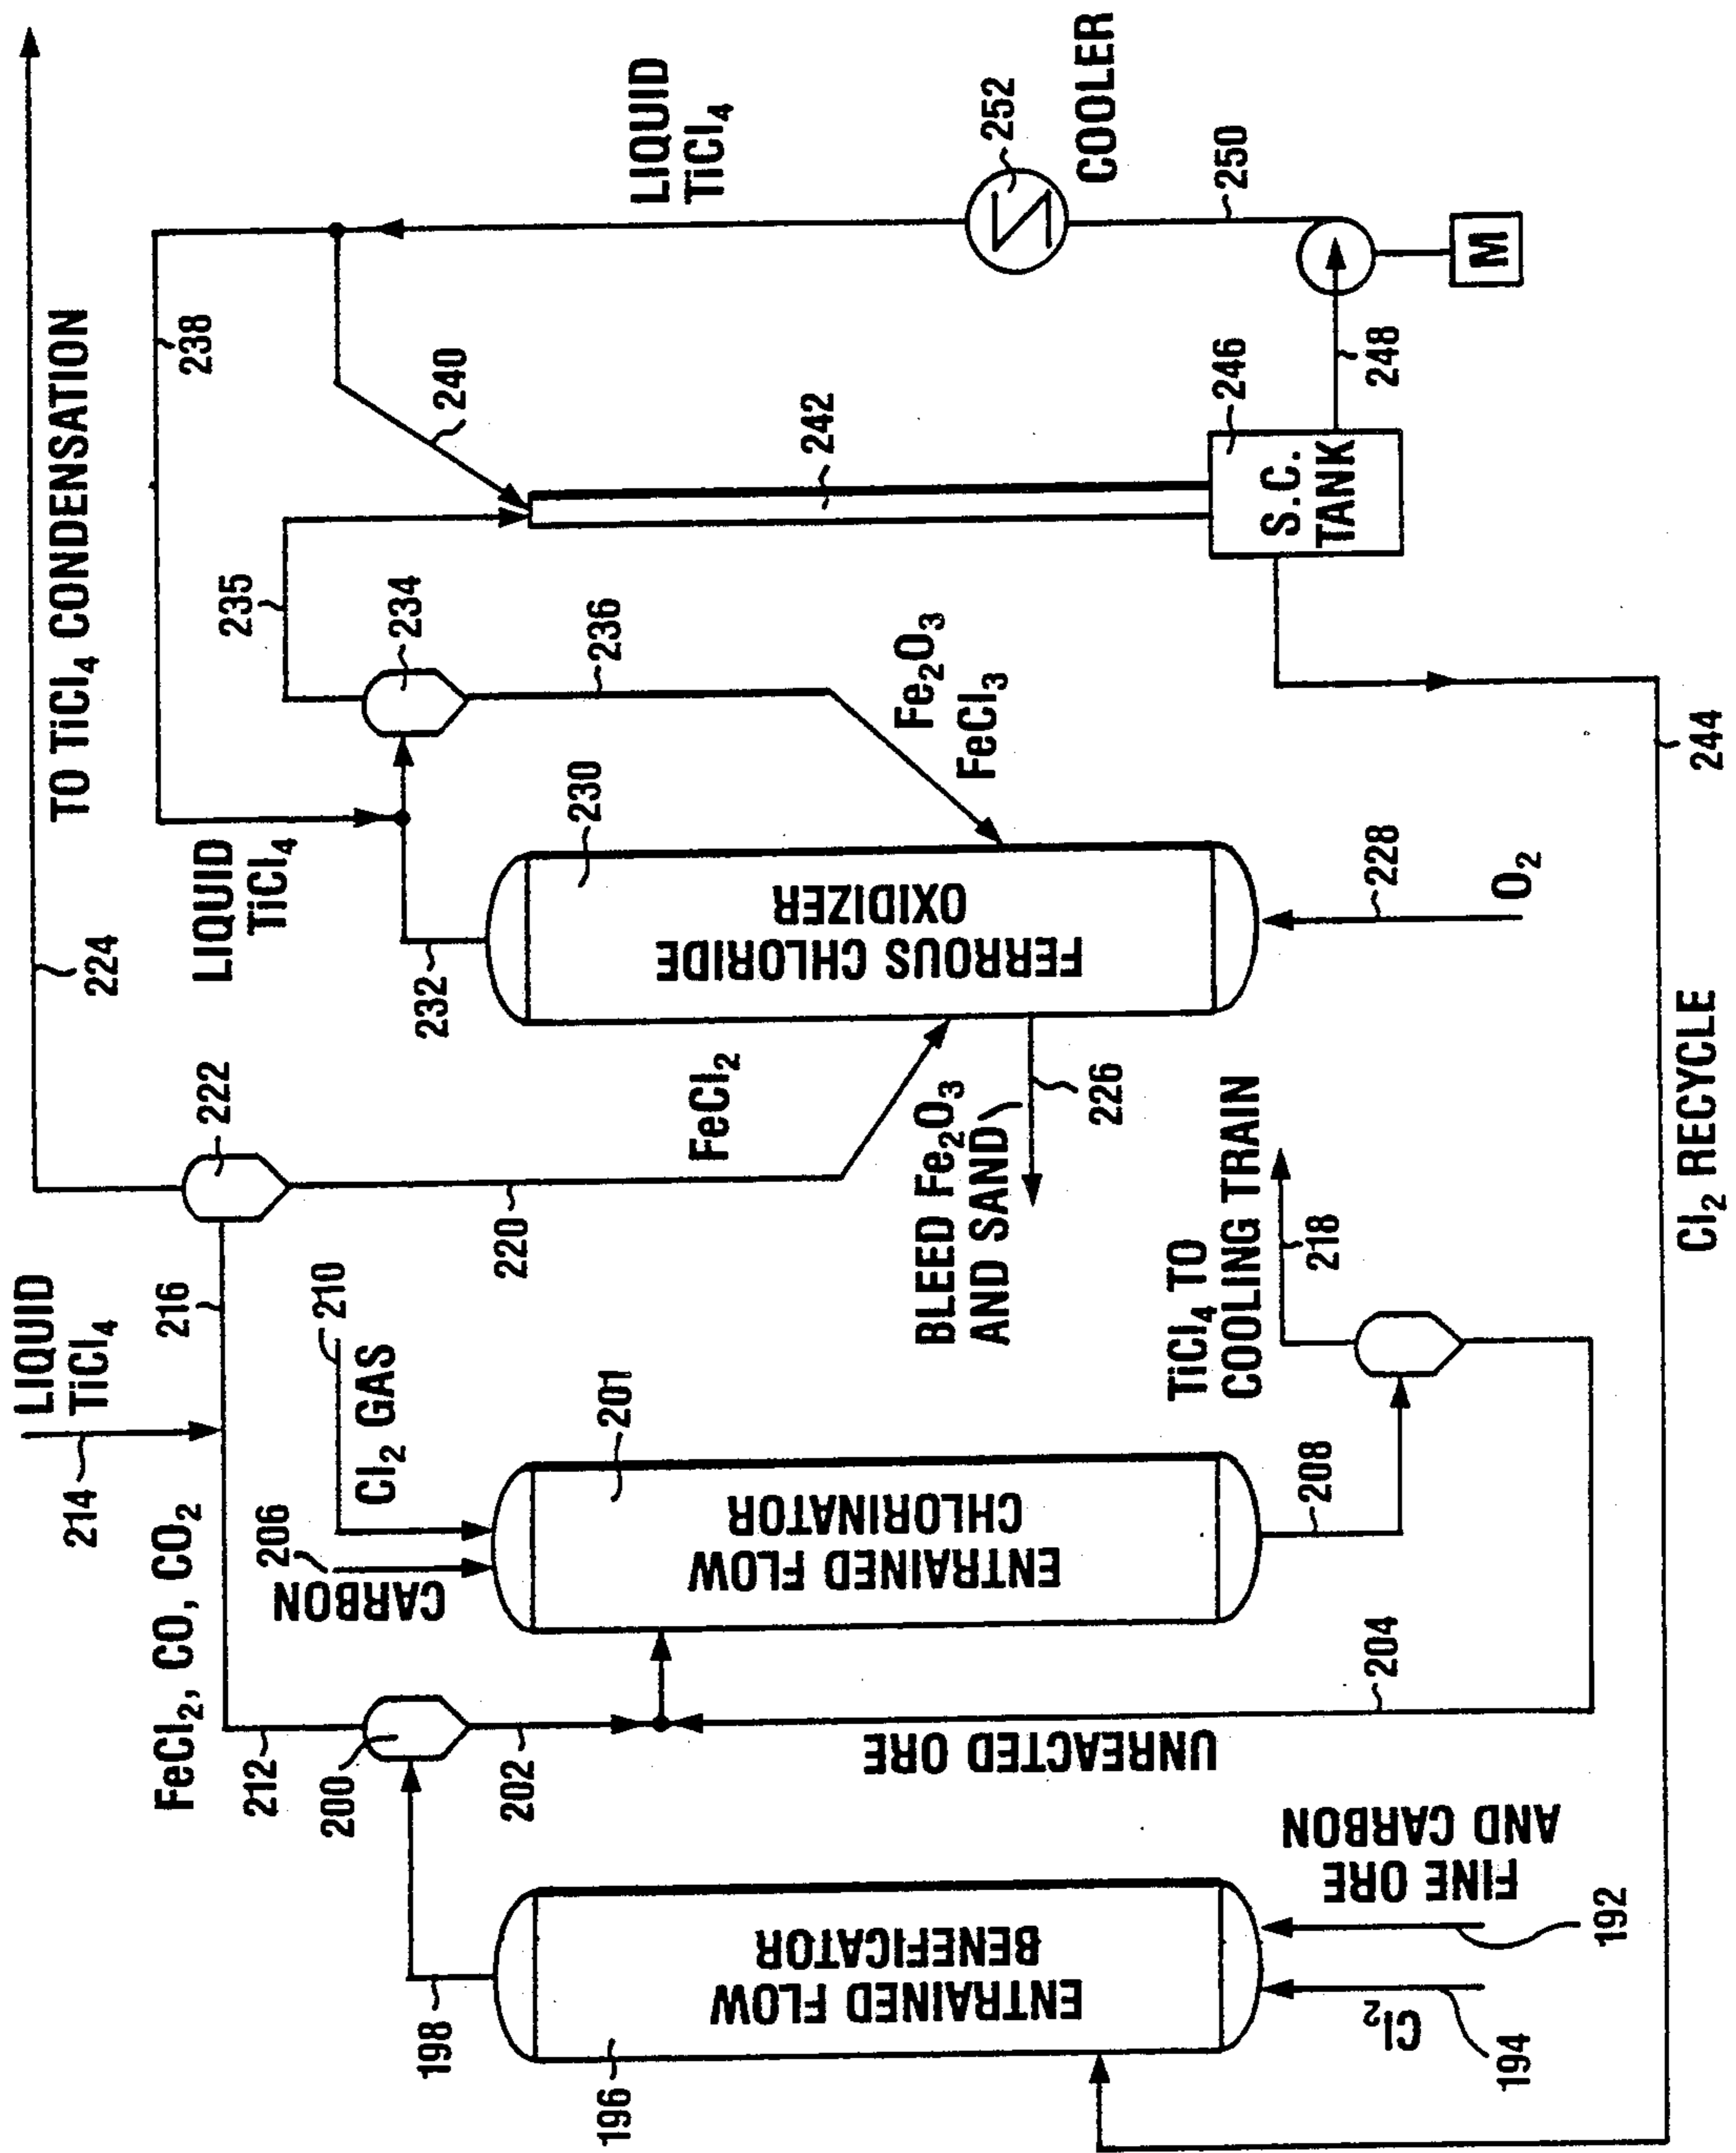 TO TiCl4 CONDENSATION
224
LIQUID
TiCl4
214
216
222
FeCl2, CO, CO2
212
200
202
198
196
ENTRAINED FLOW
BENEFICATOR
Cl2
194
192
FINE ORE
AND CARBON
CARBON
206
Cl2 GAS
210
201
ENTRAINED FLOW
CHLORINATOR
UNREACTED ORE
204
208
TiCl4 TO
COOLING TRAIN
218
220
FeCl2
BLEED Fe2O3
AND SAND
226
LIQUID
TiCl4
232
230
FERROUS CHLORIDE
OXIDIZER
228
O2
Fe2O3
FeCl3
236
234
235
238
240
242
S.C.
TANK
246
248
250
M
COOLER
252
LIQUID
TiCl4
244
Cl2 RECYCLE